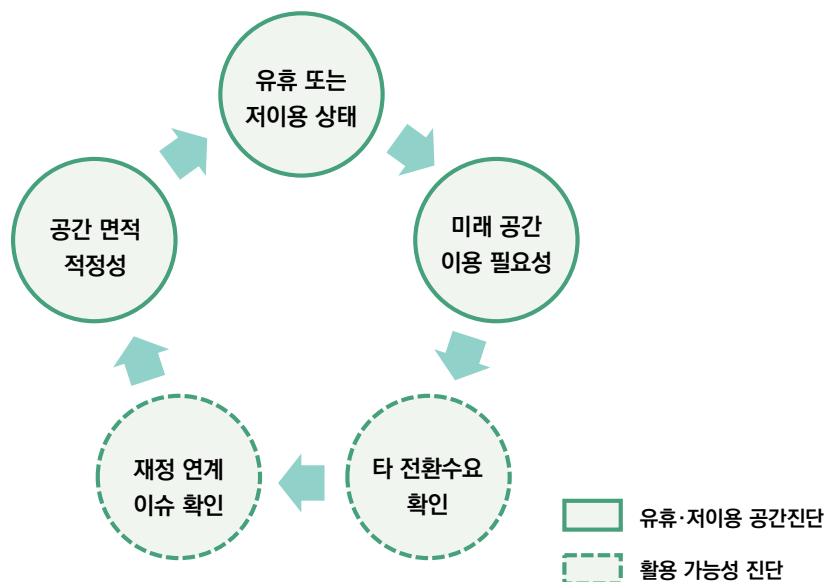 유휴 또는
저이용 상태
공간 면적
적정성
미래 공간
이용 필요성
재정 연계
이슈 확인
타 전환수요
확인
유휴·저이용 공간진단
활용 가능성 진단